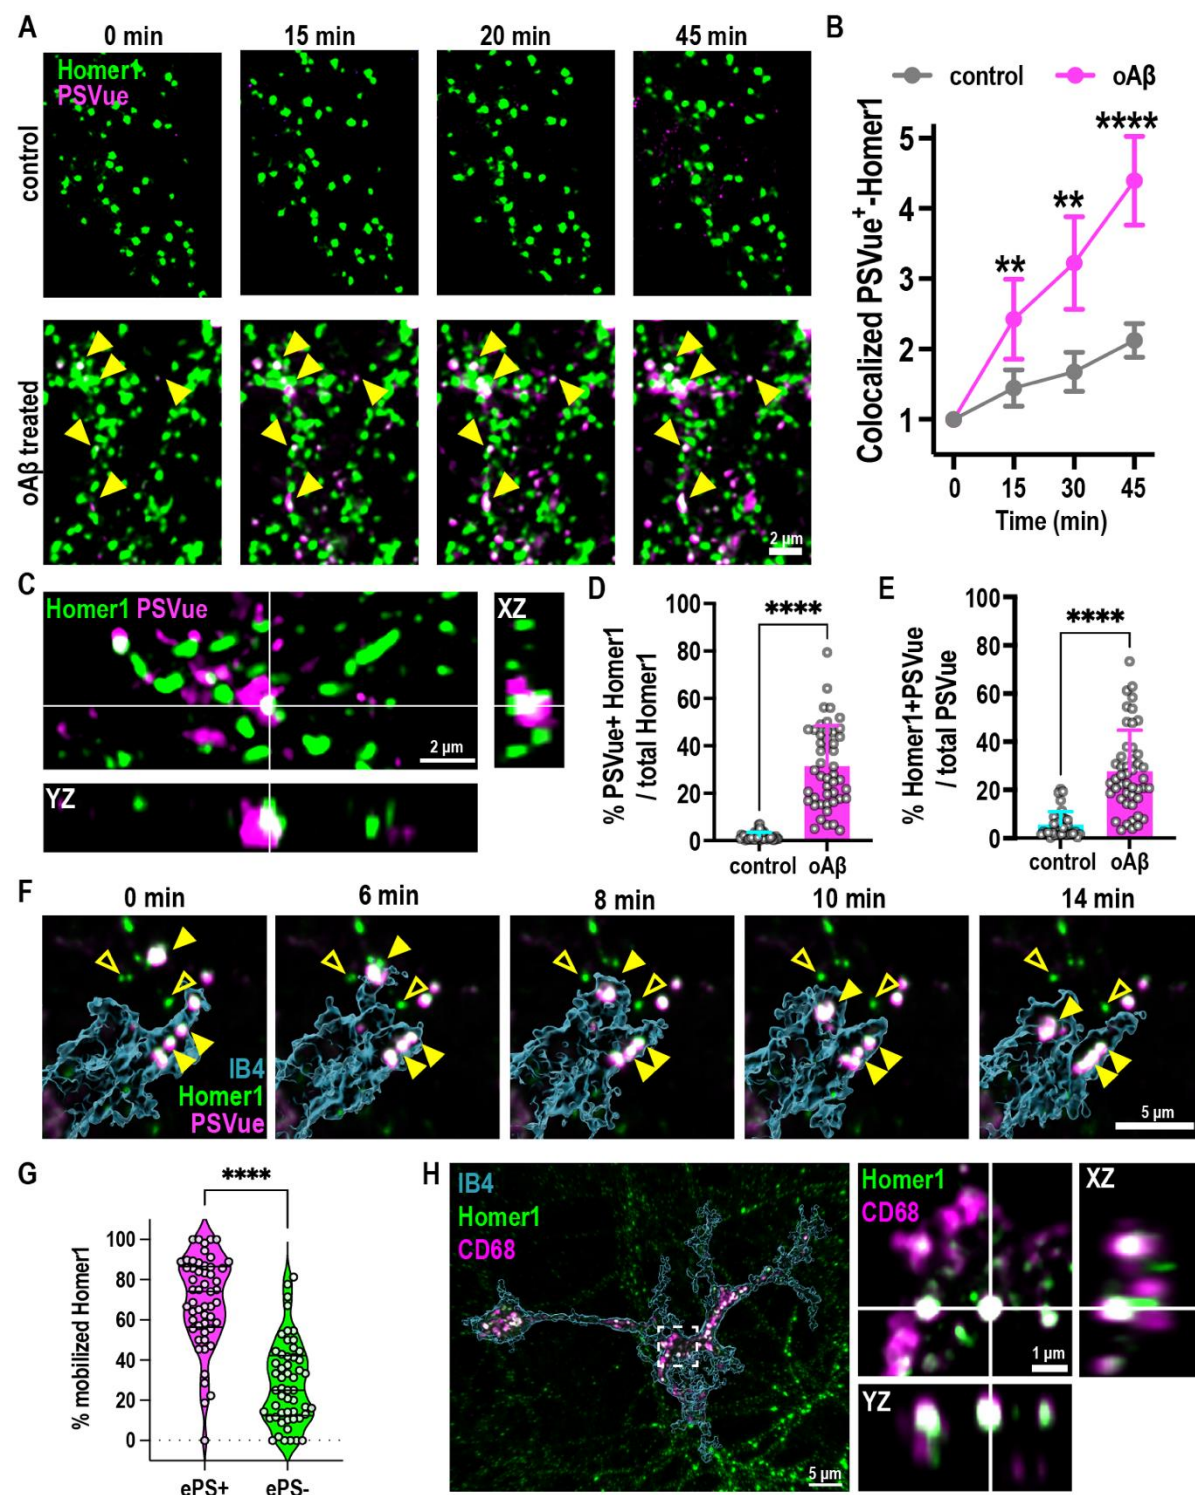 A
0 min
15 min
20 min
45 min
Homer1
PSVue
control
oAβ treated
2 µm
B
control
oAβ
Colocalized PSVue+-Homer1
5
4
3
2
1
**
**
****
0
15
30
45
Time (min)
C
Homer1 PSVue
XZ
2 µm
YZ
D
% PSVue+ Homer1
/ total Homer1
100
80
60
40
20
0
****
control
oAβ
E
% Homer1+PSVue
/ total PSVue
100
80
60
40
20
0
****
control
oAβ
F
0 min
6 min
8 min
10 min
14 min
IB4
Homer1
PSVue
5 µm
G
****
% mobilized Homer1
100
80
60
40
20
0
ePS+
ePS-
H
IB4
Homer1
CD68
5 µm
Homer1
CD68
XZ
1 µm
YZ